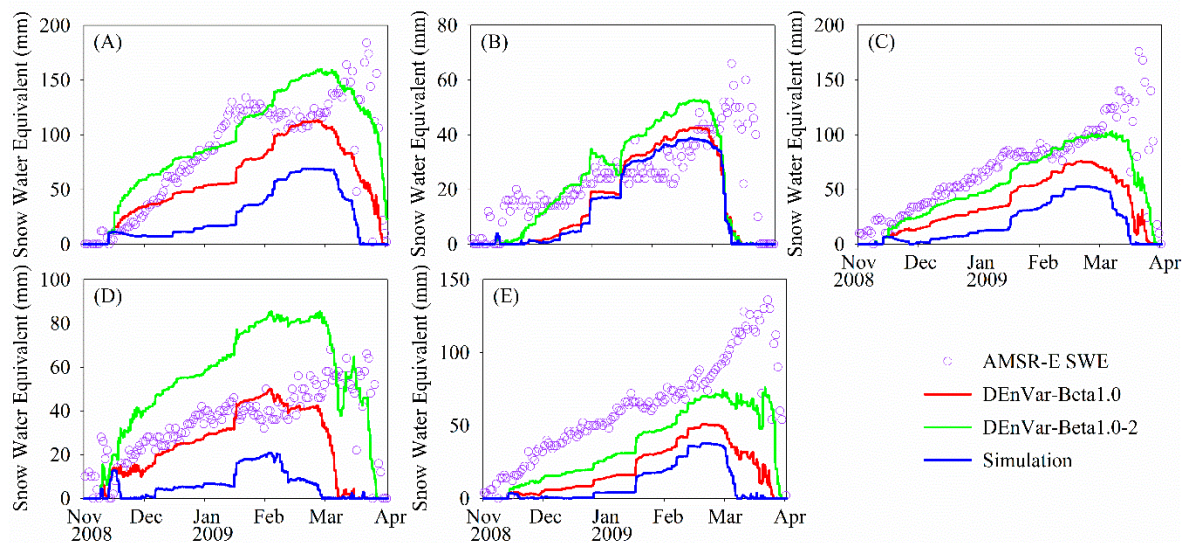 Snow Water Equivalent (mm)
200
150
100
50
0
(A)
Snow Water Equivalent (mm)
80
60
40
20
0
(B)
Snow Water Equivalent (mm)
200
150
100
50
0
(C)
Nov Dec Jan Feb Mar Apr
2008 2009
Snow Water Equivalent (mm)
100
80
60
40
20
0
(D)
Nov Dec Jan Feb Mar Apr
2008 2009
Snow Water Equivalent (mm)
150
100
50
0
(E)
Nov Dec Jan Feb Mar Apr
2008 2009
AMSR-E SWE
DEnVar-Beta1.0
DEnVar-Beta1.0-2
Simulation